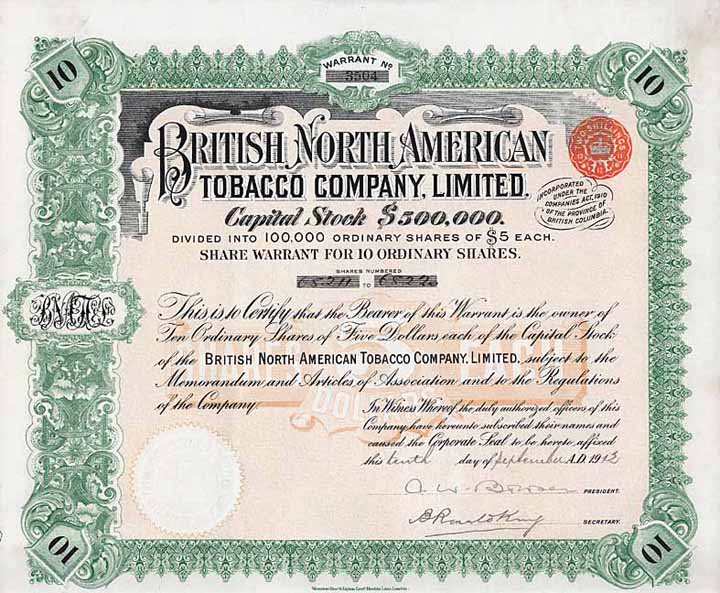 WARRANT No
3504
10
10
BRITISH NORTH AMERICAN
TOBACCO COMPANY, LIMITED.
TWO SHILLINGS
Capital Stock $500,000.
INCORPORATED
UNDER THE
COMPANIES ACT, 1910
OF THE PROVINCE OF
BRITISH COLUMBIA.
DIVIDED INTO 100,000 ORDINARY SHARES OF $5 EACH.
SHARE WARRANT FOR 10 ORDINARY SHARES.
SHARES NUMBERED
TO
This is to Certify that the Bearer of this Warrant is the owner of
Ten Ordinary Shares of Five Dollars each of the Capital Stock
of the BRITISH NORTH AMERICAN TOBACCO COMPANY, LIMITED, subject to the
Memorandum and Articles of Association and to the Regulations
of the Company.
In Witness Whereof the duly authorized officers of this
Company have hereunto subscribed their names and
caused the Corporate Seal to be hereto affixed
this tenth day of September A.D. 1912
PRESIDENT.
SECRETARY.
10
10